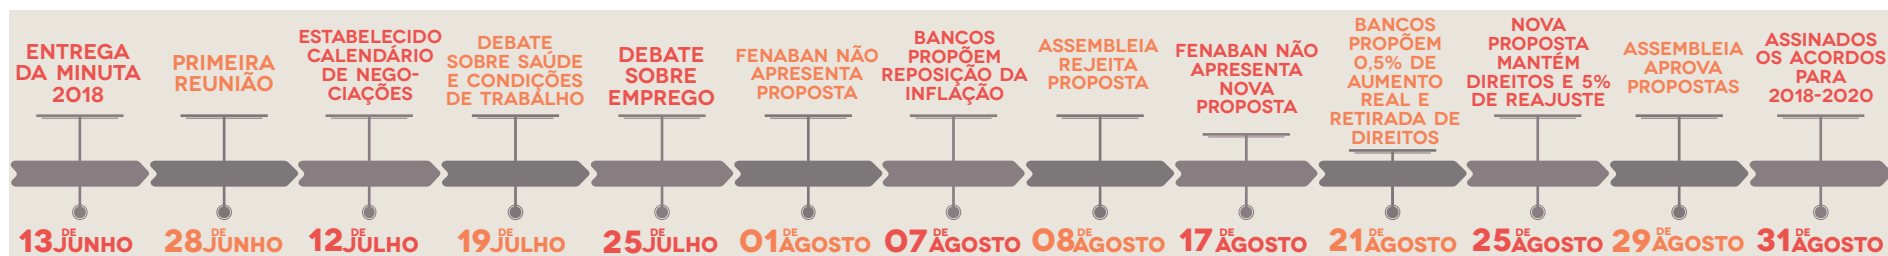 ENTREGA
DA MINUTA
2018
13 DE JUNHO
PRIMEIRA
REUNIÃO
28 DE JUNHO
ESTABELECIDO
CALENDÁRIO
DE NEGO-
CIAÇÕES
12 DE JULHO
DEBATE
SOBRE SAÚDE
E CONDIÇÕES
DE TRABALHO
19 DE JULHO
DEBATE
SOBRE
EMPREGO
25 DE JULHO
FENABAN NÃO
APRESENTA
PROPOSTA
01 DE AGOSTO
BANCOS
PROPÕEM
REPOSIÇÃO DA
INFLAÇÃO
07 DE AGOSTO
ASSEMBLEIA
REJEITA
PROPOSTA
08 DE AGOSTO
FENABAN NÃO
APRESENTA
NOVA
PROPOSTA
17 DE AGOSTO
BANCOS
PROPÕEM
0,5% DE
AUMENTO
REAL E
RETIRADA DE
DIREITOS
21 DE AGOSTO
NOVA
PROPOSTA
MANTÉM
DIREITOS E 5%
DE REAJUSTE
25 DE AGOSTO
ASSEMBLEIA
APROVA
PROPOSTAS
29 DE AGOSTO
ASSINADOS
OS ACORDOS
PARA
2018-2020
31 DE AGOSTO